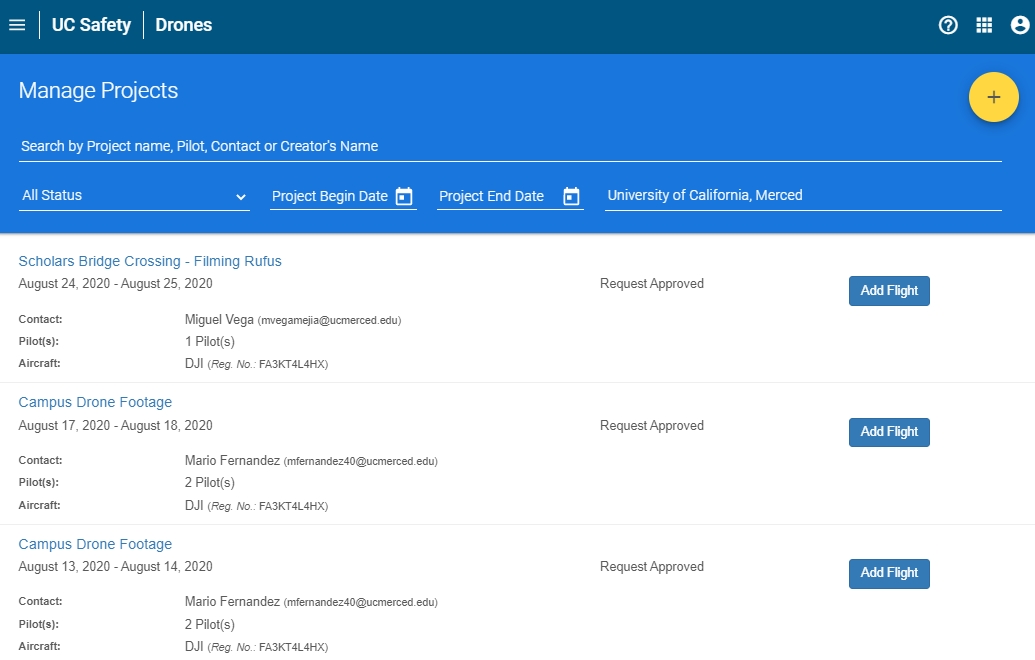 UC Safety | Drones
Manage Projects
+
Search by Project name, Pilot, Contact or Creator's Name
All Status Project Begin Date Project End Date University of California, Merced
Scholars Bridge Crossing - Filming Rufus
August 24, 2020 - August 25, 2020 Request Approved Add Flight
Contact: Miguel Vega (mvegamejia@ucmerced.edu)
Pilot(s): 1 Pilot(s)
Aircraft: DJI (Reg. No.: FA3KT4L4HX)
Campus Drone Footage
August 17, 2020 - August 18, 2020 Request Approved Add Flight
Contact: Mario Fernandez (mfernandez40@ucmerced.edu)
Pilot(s): 2 Pilot(s)
Aircraft: DJI (Reg. No.: FA3KT4L4HX)
Campus Drone Footage
August 13, 2020 - August 14, 2020 Request Approved Add Flight
Contact: Mario Fernandez (mfernandez40@ucmerced.edu)
Pilot(s): 2 Pilot(s)
Aircraft: DJI (Reg. No.: FA3KT4L4HX)